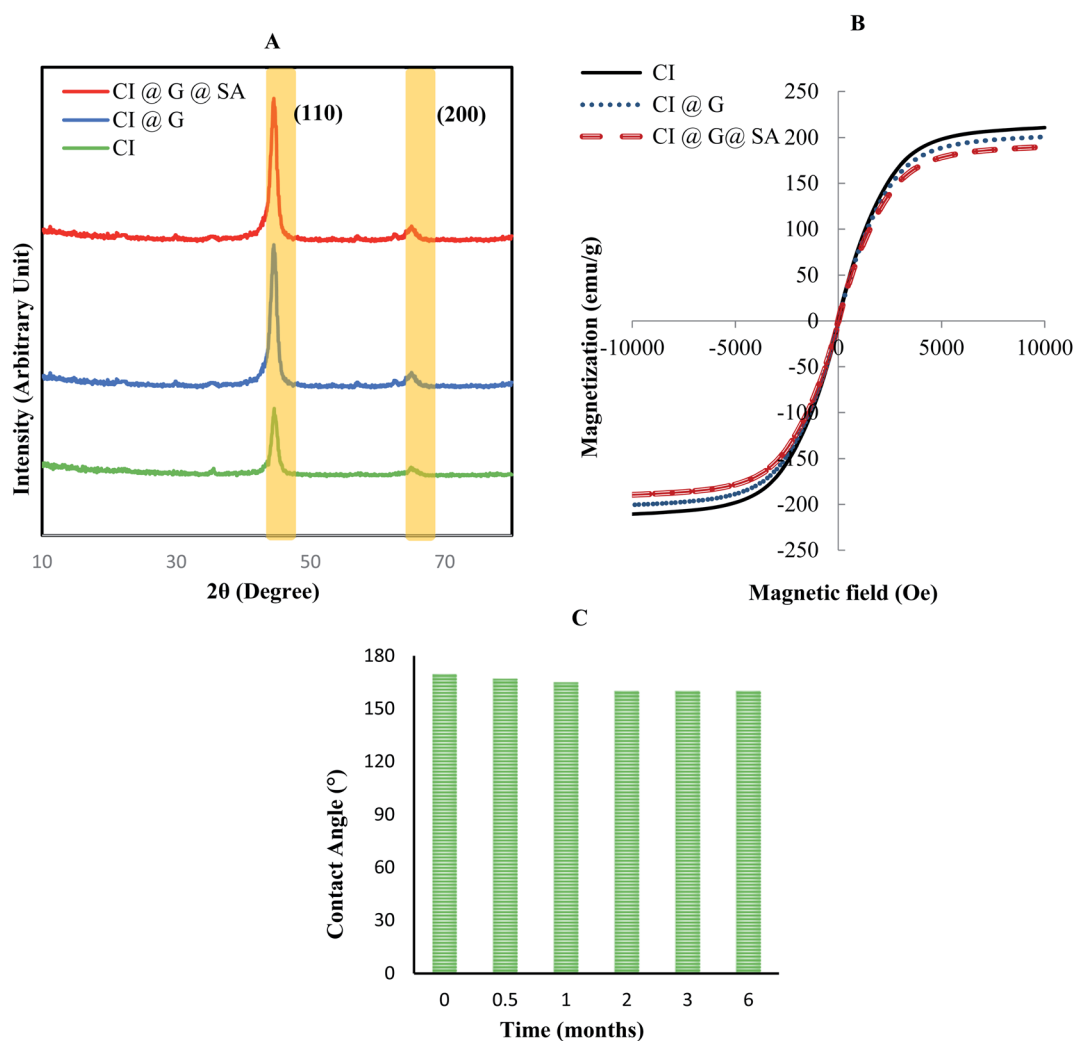 A
CI @ G @ SA
CI @ G
CI
(110)
(200)
Intensity (Arbitrary Unit)
10 30 50 70
2θ (Degree)
B
CI
CI @ G
CI @ G@ SA
250
200
150
100
50
0
-50
-100
-150
-200
-250
-10000 -5000 0 5000 10000
Magnetization (emu/g)
Magnetic field (Oe)
C
180
150
120
90
60
30
0
Contact Angle (°)
0 0.5 1 2 3 6
Time (months)